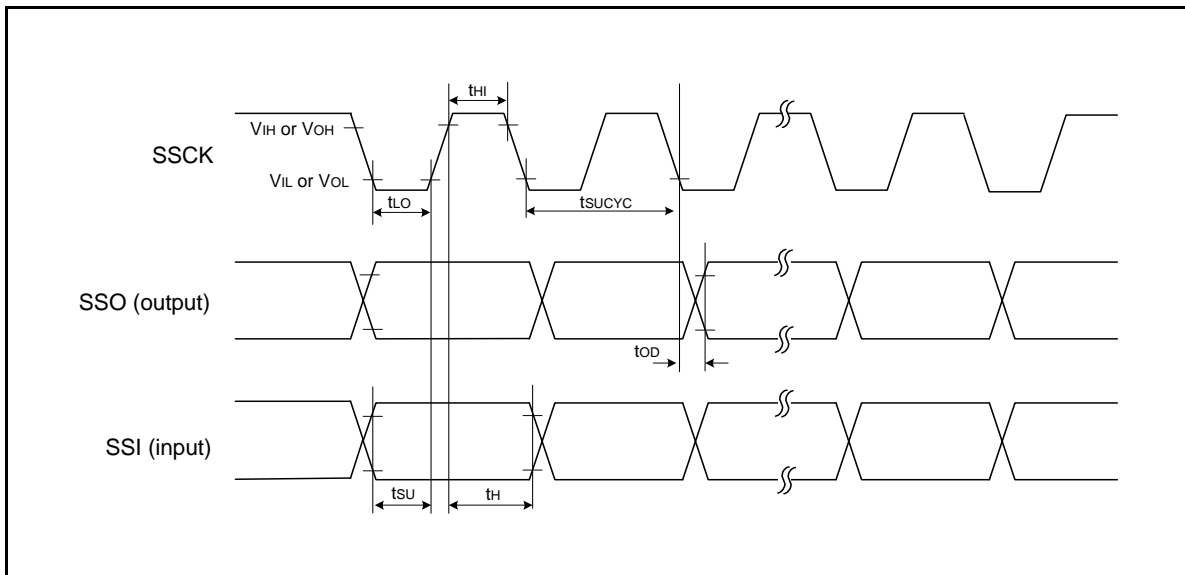 tHI
VIH or VOH
SSCK
VIL or VOL
tLO
tSUCYC
SSO (output)
tOD
SSI (input)
tSU
tH